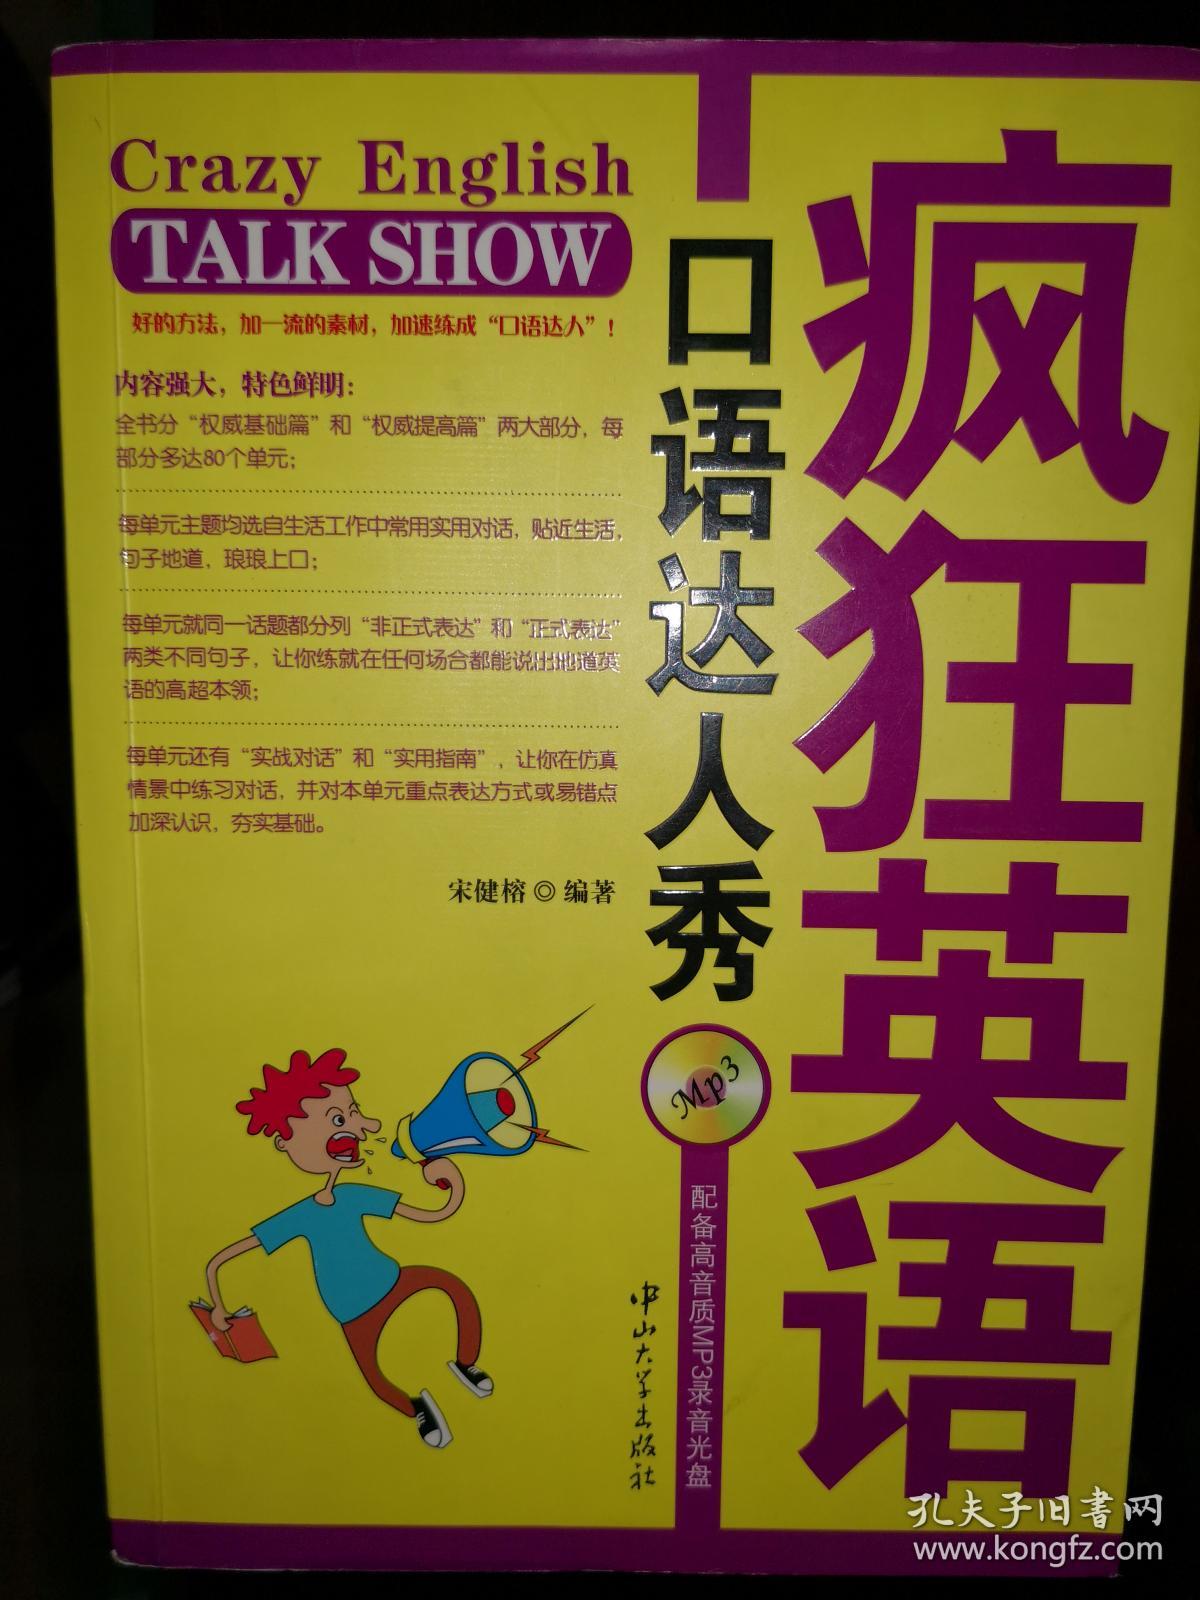 疯狂英语
口语达人秀
Crazy English
TALK SHOW
好的方法，加一流的素材，加速练成“口语达人”！
内容强大，特色鲜明：
全书分“权威基础篇”和“权威提高篇”两大部分，每
部分多达80个单元；
每单元主题均选自生活工作中常用实用对话，贴近生活，
句子地道，琅琅上口；
每单元就同一话题都分列“非正式表达”和“正式表达”
两类不同句子，让你练就在任何场合都能说出地道英
语的高超本领；
每单元还有“实战对话”和“实用指南”，让你在仿真
情景中练习对话，并对本单元重点表达方式或易错点
加深认识，夯实基础。
宋健榕◎编著
Mp3
配备高音质MP3录音光盘
中山大学出版社
孔夫子旧书网
www.kongfz.com